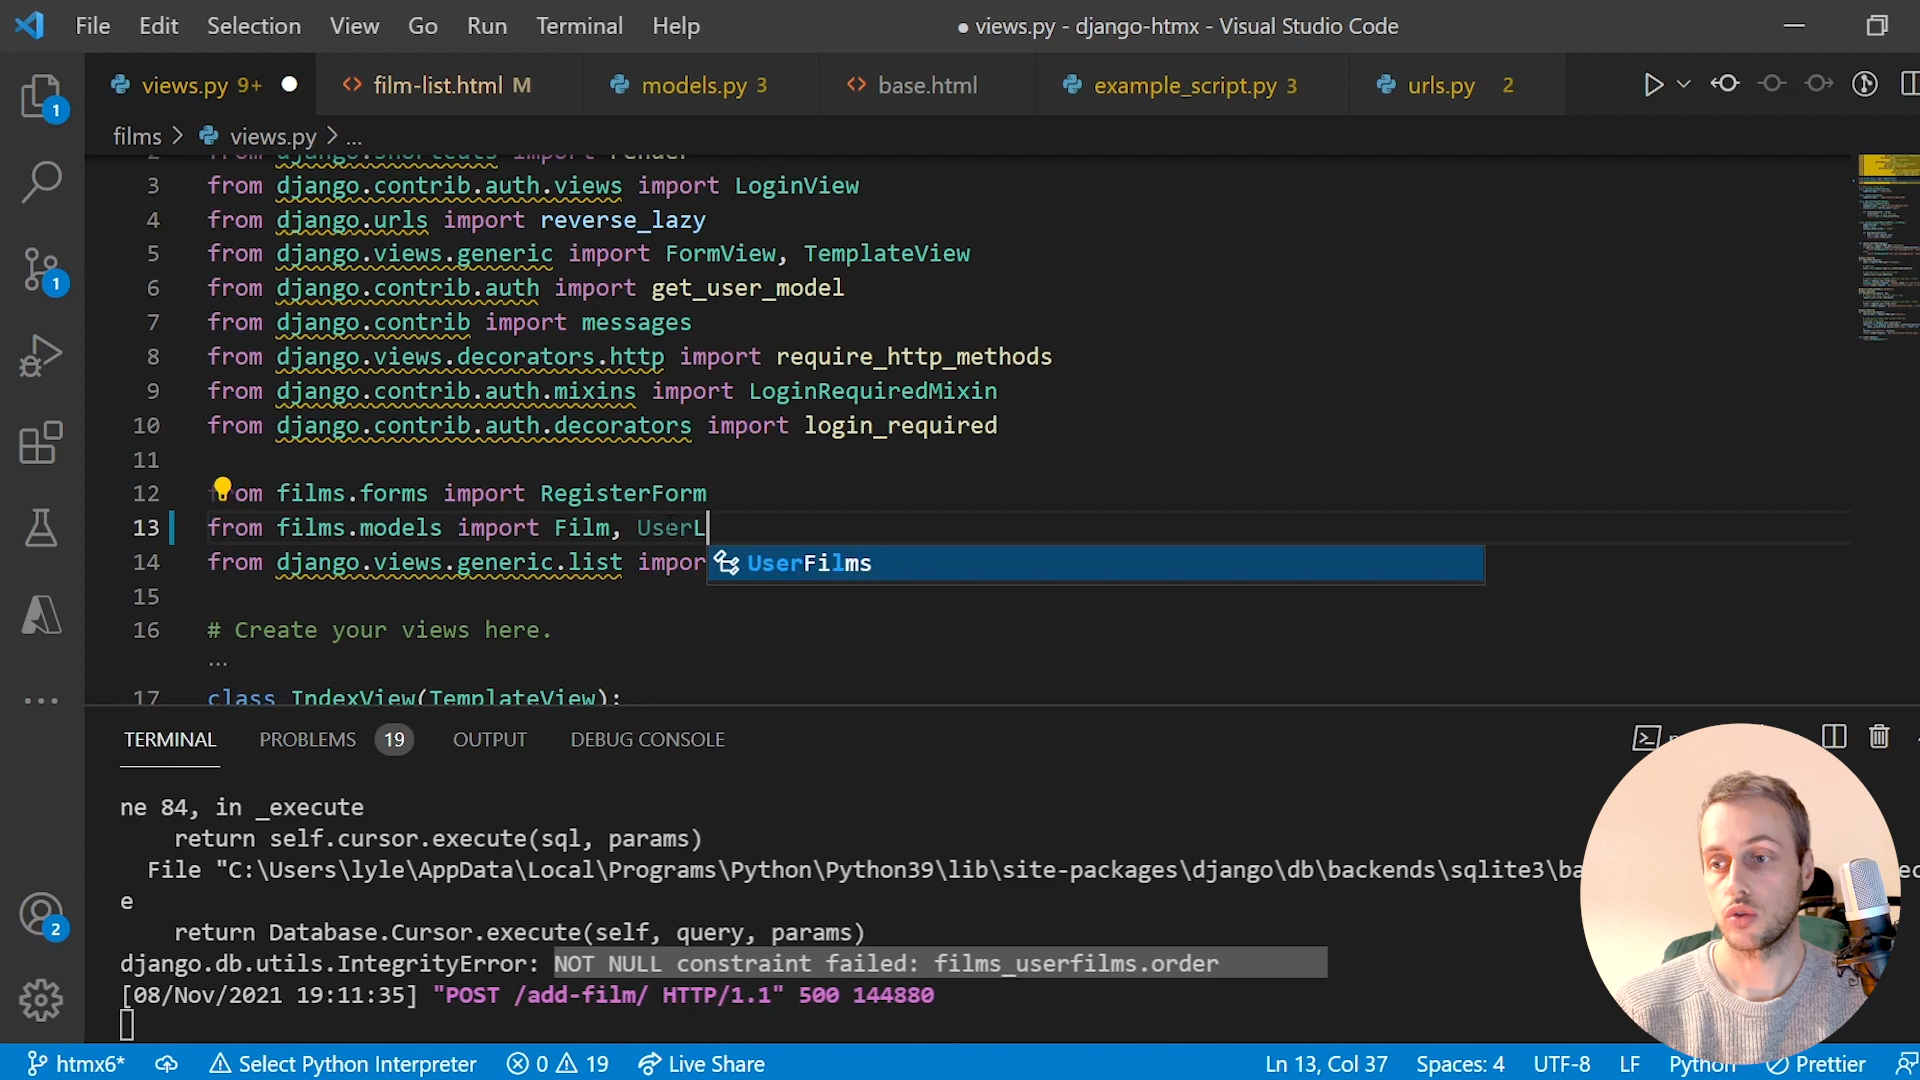 File Edit Selection View Go Run Terminal Help ● views.py - django-htmx - Visual Studio Code
views.py 9+ film-list.html M models.py 3 base.html example_script.py 3 urls.py 2
films > views.py > ...
2 from django.shortcuts import render
3 from django.contrib.auth.views import LoginView
4 from django.urls import reverse_lazy
5 from django.views.generic import FormView, TemplateView
6 from django.contrib.auth import get_user_model
7 from django.contrib import messages
8 from django.views.decorators.http import require_http_methods
9 from django.contrib.auth.mixins import LoginRequiredMixin
10 from django.contrib.auth.decorators import login_required
11
12 from films.forms import RegisterForm
13 from films.models import Film, UserL
UserFilms
14 from django.views.generic.list impor
15
16 # Create your views here.
...
17 class IndexView(TemplateView):
TERMINAL PROBLEMS 19 OUTPUT DEBUG CONSOLE
ne 84, in _execute
return self.cursor.execute(sql, params)
File "C:\Users\lyle\AppData\Local\Programs\Python\Python39\lib\site-packages\django\db\backends\sqlite3\ba
e
return Database.Cursor.execute(self, query, params)
django.db.utils.IntegrityError: NOT NULL constraint failed: films_userfilms.order
[08/Nov/2021 19:11:35] "POST /add-film/ HTTP/1.1" 500 144880
htmx6* Select Python Interpreter 0 19 Live Share Ln 13, Col 37 Spaces: 4 UTF-8 LF Python Prettier
1
1
2